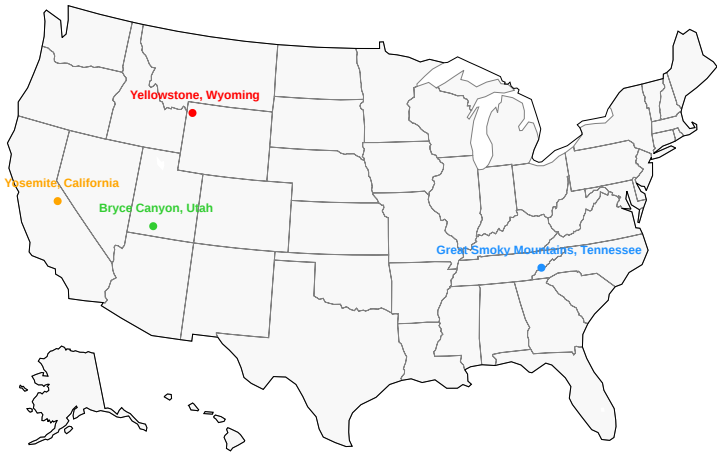 Yellowstone, Wyoming
Yosemite, California
Bryce Canyon, Utah
Great Smoky Mountains, Tennessee